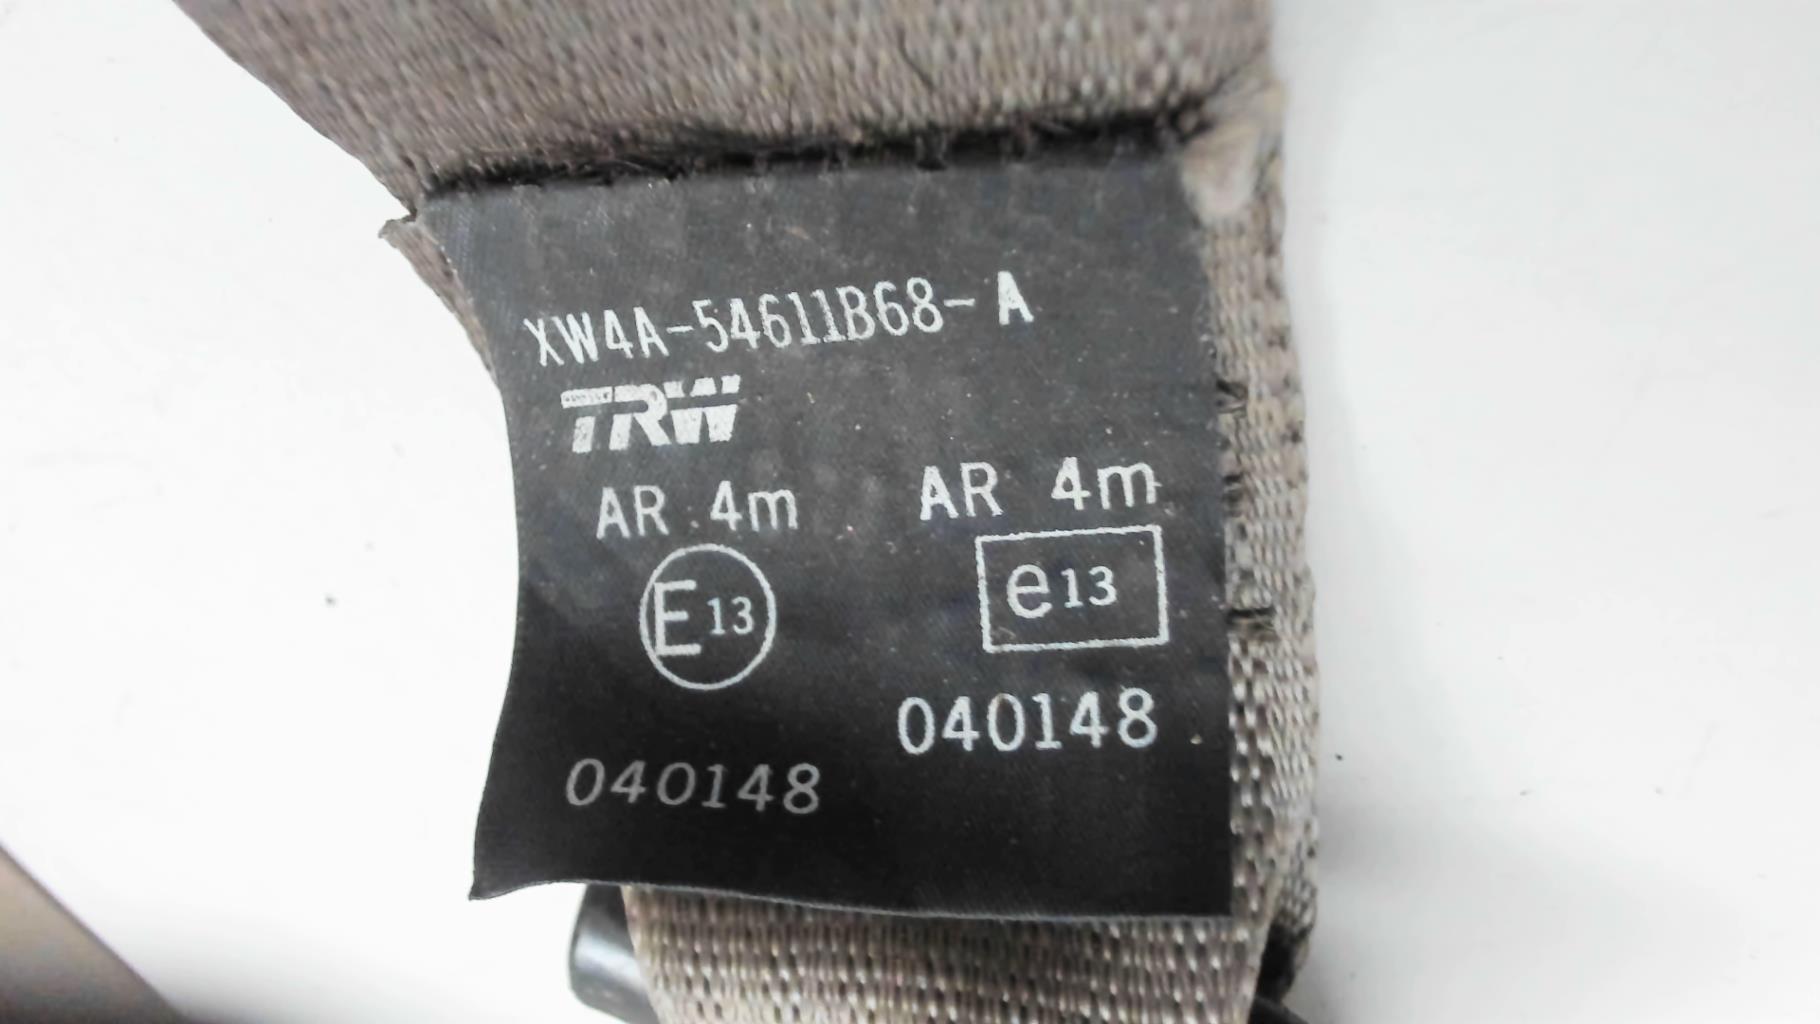 XW4A-54611B68-A
TRW
AR 4m AR 4m
E13 e13
040148
040148